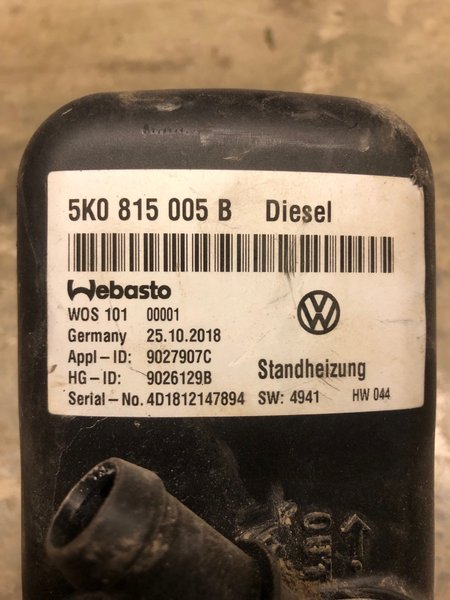 5K0 815 005 B Diesel
Webasto
WOS 101 00001
Germany 25.10.2018
Appl-ID: 9027907C
HG-ID: 9026129B
Serial-No. 4D1812147894
VW
Standheizung
SW: 4941 HW 044